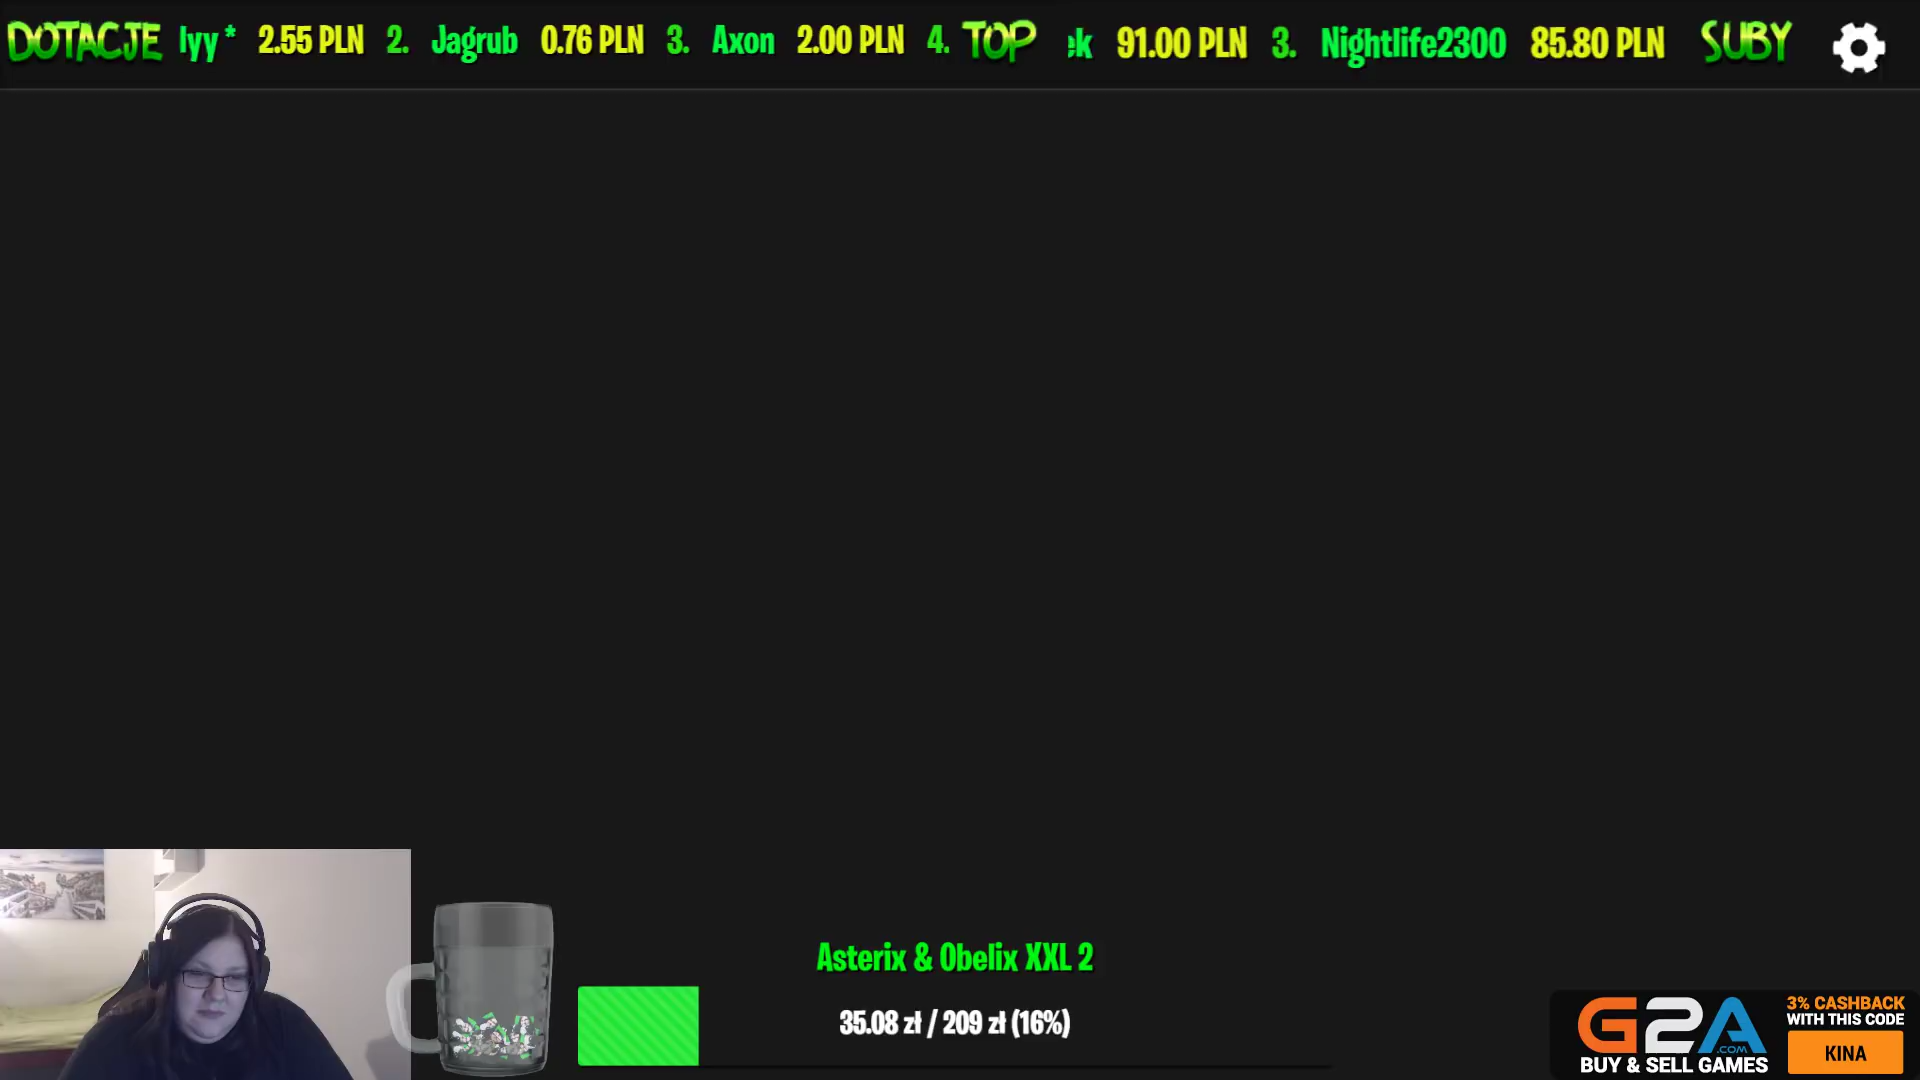 DOTACJE lyy * 2.55 PLN 2. Jagrub 0.76 PLN 3. Axon 2.00 PLN 4. TOP ek 91.00 PLN 3. Nightlife2300 85.80 PLN SUBY
Asterix & Obelix XXL 2
35.08 zł / 209 zł (16%)
G2A
.COM
BUY & SELL GAMES
3% CASHBACK
WITH THIS CODE
KINA